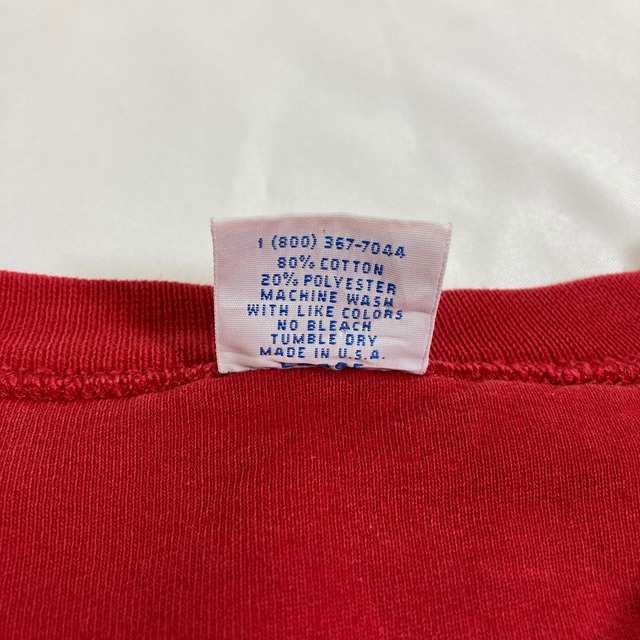 1 (800) 367-7044
80% COTTON
20% POLYESTER
MACHINE WASH
WITH LIKE COLORS
NO BLEACH
TUMBLE DRY
MADE IN U.S.A.